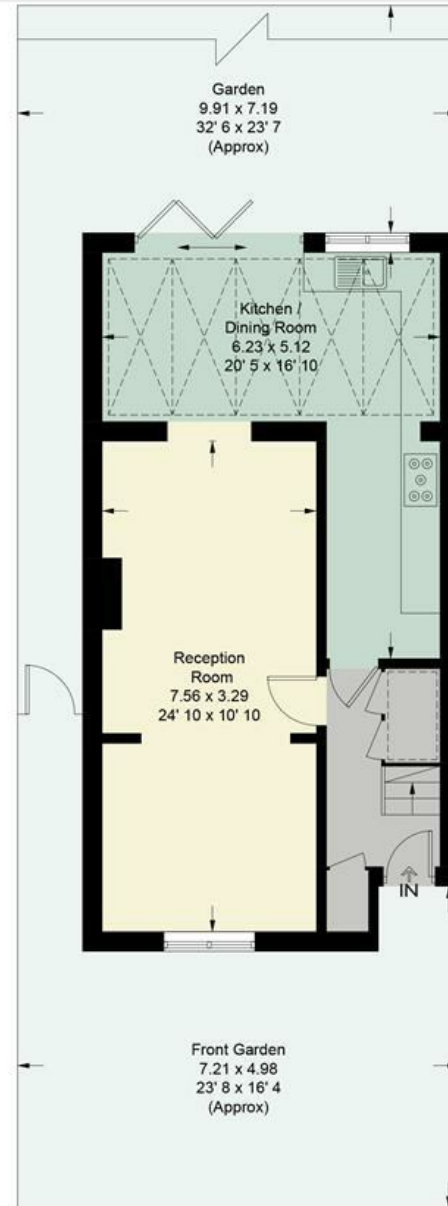 Garden
9.91 x 7.19
32' 6 x 23' 7
(Approx)
Kitchen /
Dining Room
6.23 x 5.12
20' 5 x 16' 10
Reception
Room
7.56 x 3.29
24' 10 x 10' 10
IN
Front Garden
7.21 x 4.98
23' 8 x 16' 4
(Approx)